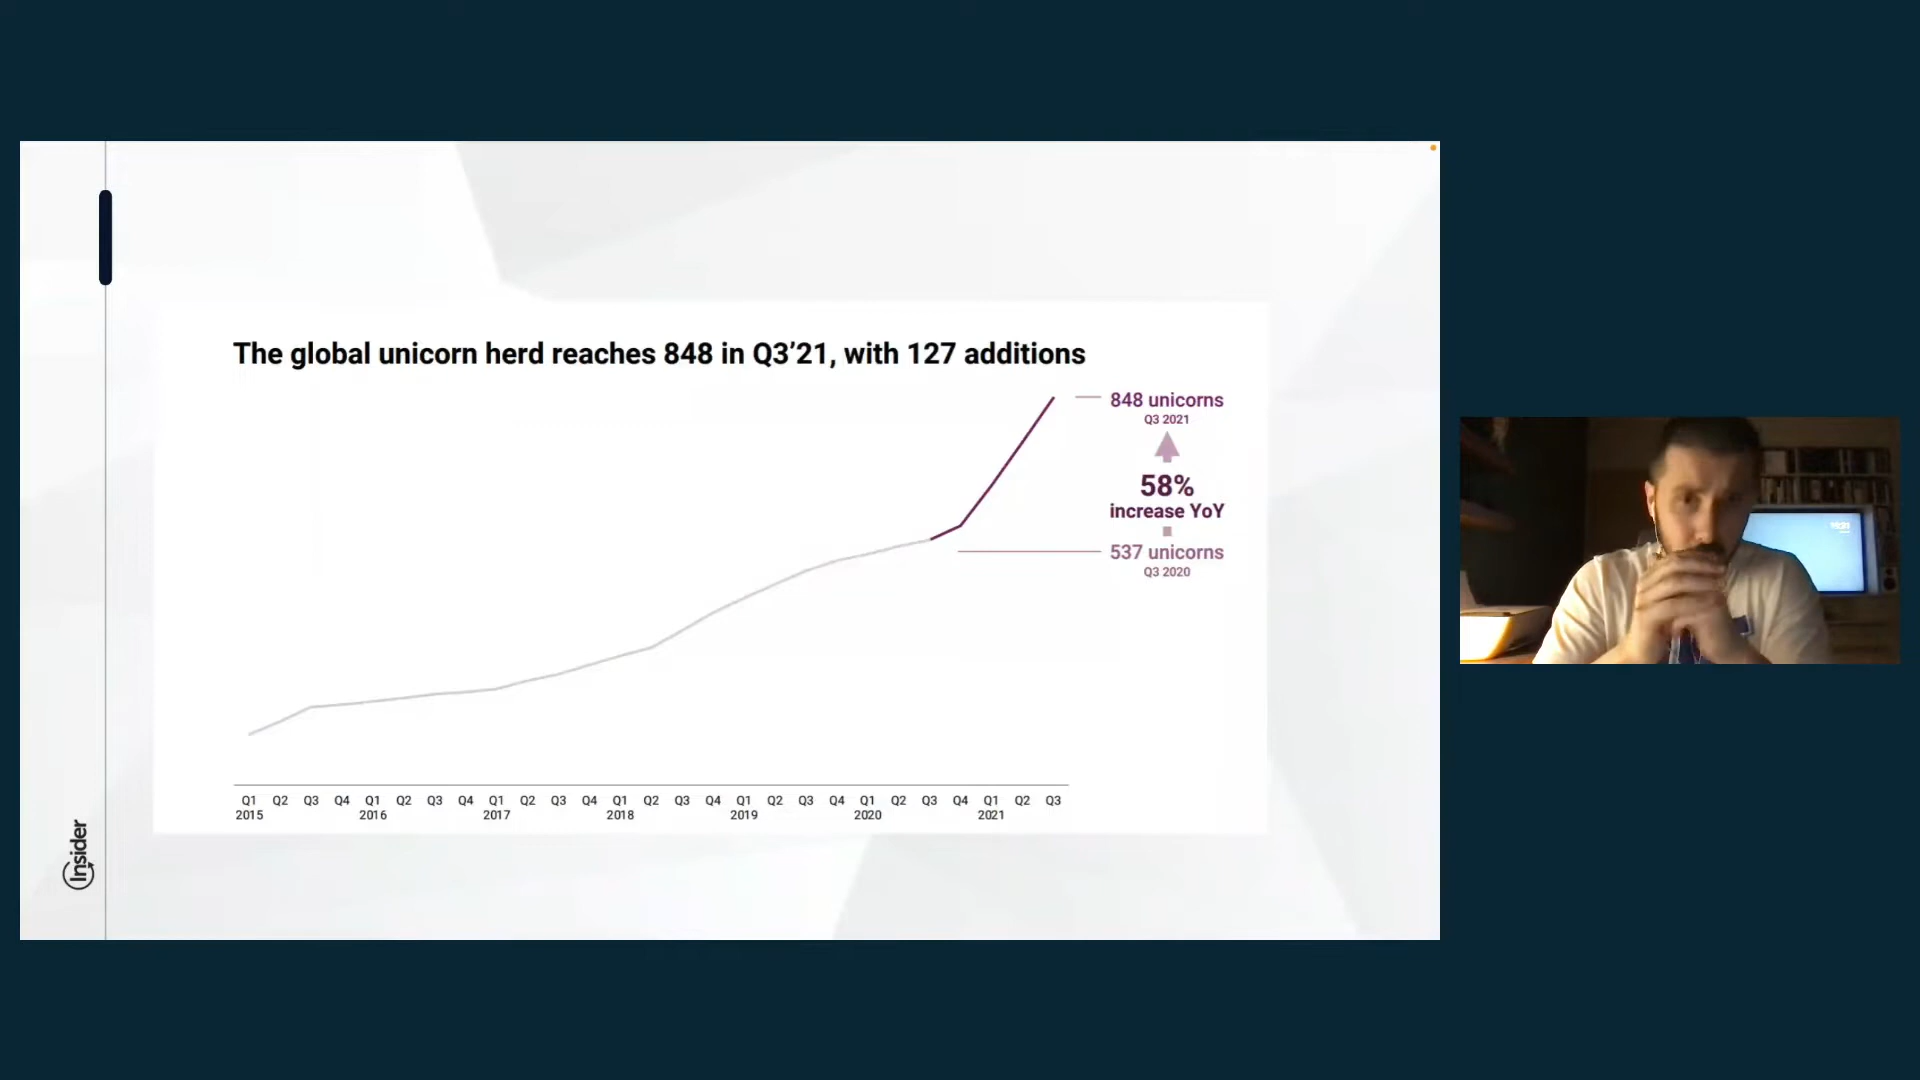 The global unicorn herd reaches 848 in Q3’21, with 127 additions
848 unicorns
Q3 2021
58%
increase YoY
537 unicorns
Q3 2020
Q1 Q2 Q3 Q4 Q1 Q2 Q3 Q4 Q1 Q2 Q3 Q4 Q1 Q2 Q3 Q4 Q1 Q2 Q3 Q4 Q1 Q2 Q3 Q4 Q1 Q2 Q3
2015 2016 2017 2018 2019 2020 2021
Insider